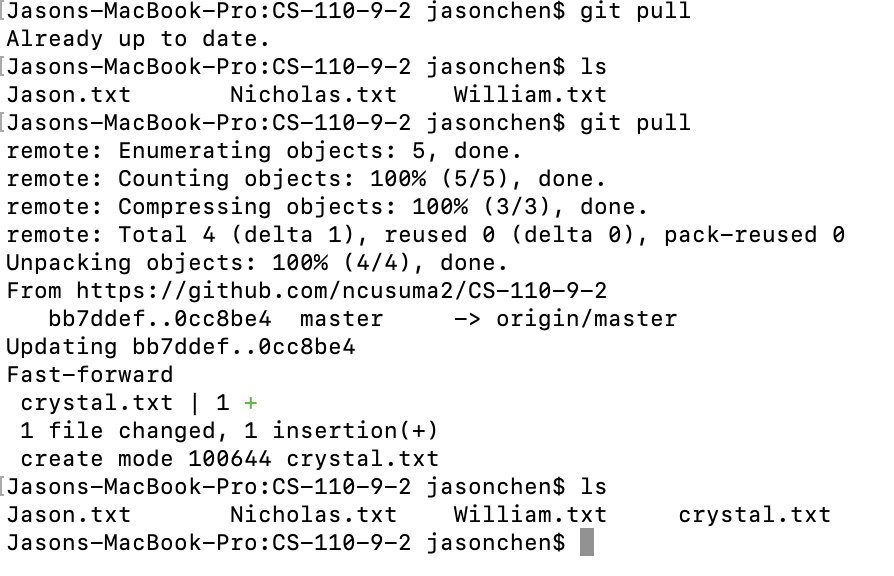 [Jasons-MacBook-Pro:CS-110-9-2 jasonchen$ git pull
Already up to date.
[Jasons-MacBook-Pro:CS-110-9-2 jasonchen$ ls
Jason.txt       Nicholas.txt    William.txt
[Jasons-MacBook-Pro:CS-110-9-2 jasonchen$ git pull
remote: Enumerating objects: 5, done.
remote: Counting objects: 100% (5/5), done.
remote: Compressing objects: 100% (3/3), done.
remote: Total 4 (delta 1), reused 0 (delta 0), pack-reused 0
Unpacking objects: 100% (4/4), done.
From https://github.com/ncusuma2/CS-110-9-2
   bb7ddef..0cc8be4  master     -> origin/master
Updating bb7ddef..0cc8be4
Fast-forward
 crystal.txt | 1 +
 1 file changed, 1 insertion(+)
 create mode 100644 crystal.txt
[Jasons-MacBook-Pro:CS-110-9-2 jasonchen$ ls
Jason.txt       Nicholas.txt    William.txt     crystal.txt
Jasons-MacBook-Pro:CS-110-9-2 jasonchen$